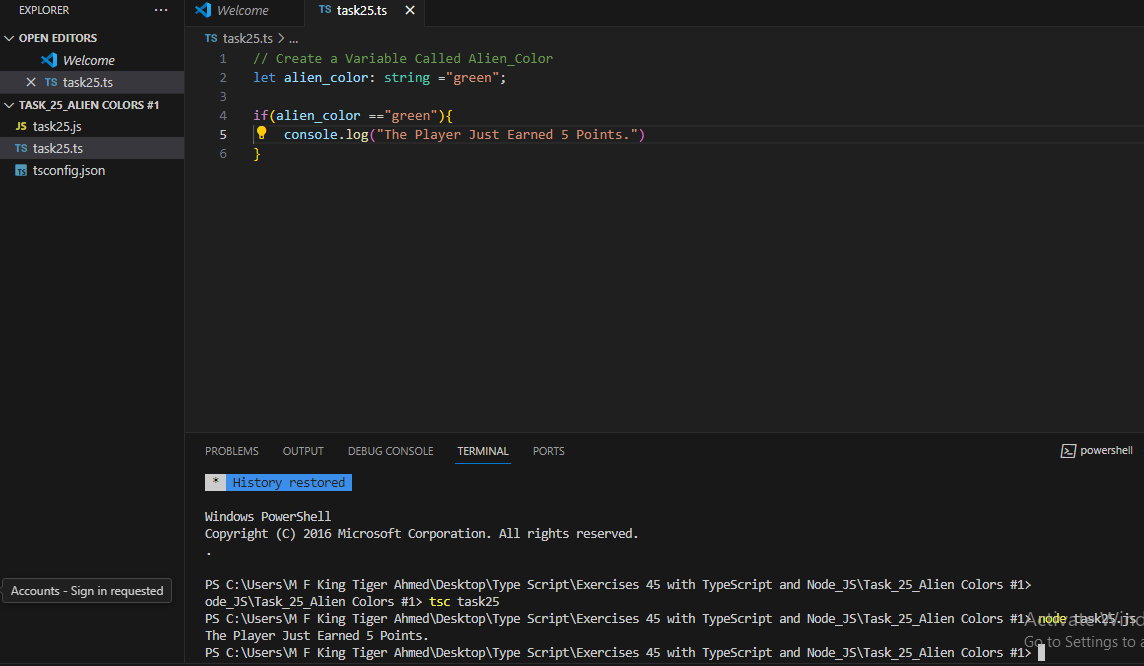 EXPLORER ...
Welcome
TS task25.ts
OPEN EDITORS
Welcome
TS task25.ts
TASK_25_ALIEN COLORS #1
JS task25.js
TS task25.ts
TS tsconfig.json
TS task25.ts > ...
1 // Create a Variable Called Alien_Color
2 let alien_color: string ="green";
3
4 if(alien_color =="green"){
5 console.log("The Player Just Earned 5 Points.")
6 }
PROBLEMS OUTPUT DEBUG CONSOLE TERMINAL PORTS
powershell
* History restored
Windows PowerShell
Copyright (C) 2016 Microsoft Corporation. All rights reserved.
.
PS C:\Users\M F King Tiger Ahmed\Desktop\Type Script\Exercises 45 with TypeScript and Node_JS\Task_25_Alien Colors #1>
ode_JS\Task_25_Alien Colors #1> tsc task25
PS C:\Users\M F King Tiger Ahmed\Desktop\Type Script\Exercises 45 with TypeScript and Node_JS\Task_25_Alien Colors #1> node task25.js
The Player Just Earned 5 Points.
PS C:\Users\M F King Tiger Ahmed\Desktop\Type Script\Exercises 45 with TypeScript and Node_JS\Task_25_Alien Colors #1>
Accounts - Sign in requested
Activate Wind
Go to Settings to a